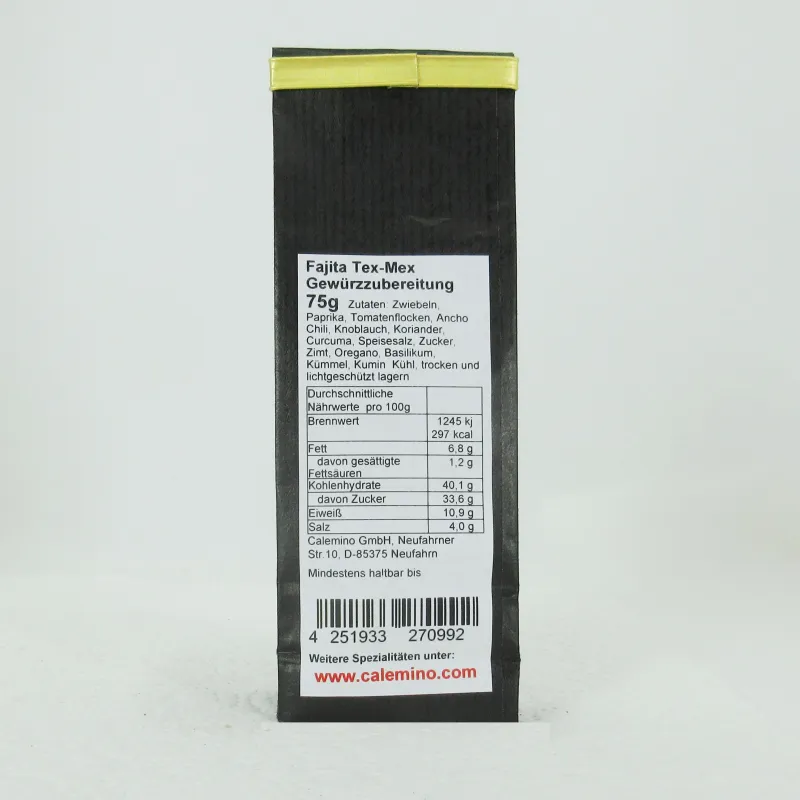 Fajita Tex-Mex
Gewürzzubereitung
75g Zutaten: Zwiebeln,
Paprika, Tomatenflocken, Ancho
Chili, Knoblauch, Koriander,
Curcuma, Speisesalz, Zucker,
Zimt, Oregano, Basilikum,
Kümmel, Kumin Kühl, trocken und
lichtgeschützt lagern
Durchschnittliche
Nährwerte pro 100g
Brennwert 1245 kj
297 kcal
Fett 6,8 g
davon gesättigte 1,2 g
Fettsäuren
Kohlenhydrate 40,1 g
davon Zucker 33,6 g
Eiweiß 10,9 g
Salz 4,0 g
Calemino GmbH, Neufahrner
Str.10, D-85375 Neufahrn
Mindestens haltbar bis
4 251933 270992
Weitere Spezialitäten unter:
www.calemino.com